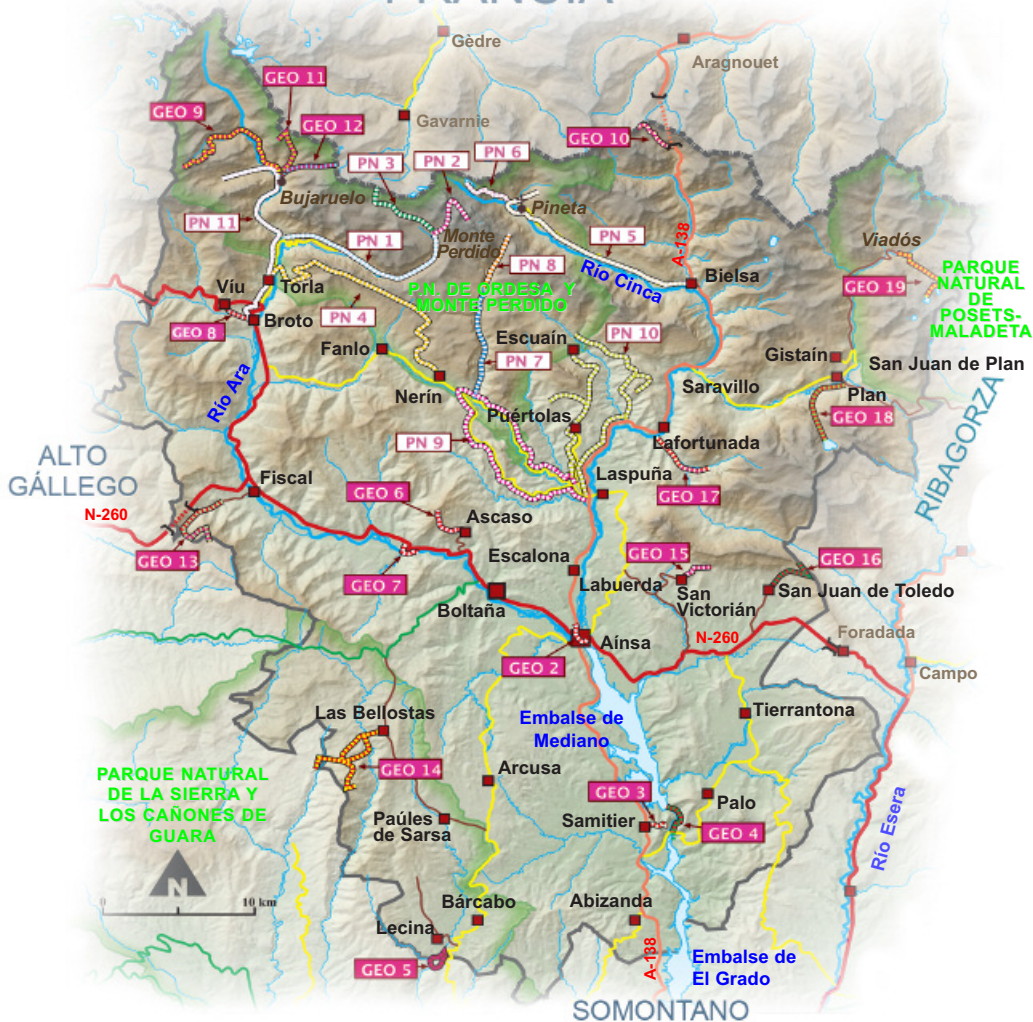 FRANCIA
Gèdre
Aragnouet
GEO 11
GEO 9
GEO 12
Gavarnie
GEO 10
PN 3
PN 2
PN 6
Bujaruelo
Pineta
PN 11
PN 1
Monte
Perdido
PN 5
A-138
Viadós
PN 8
Río Cinca
Bielsa
PARQUE
NATURAL
DE
POSETS-
MALADETA
GEO 19
Víu
Torla
P.N. DE ORDESA Y
MONTE PERDIDO
GEO 8
Broto
PN 4
PN 10
Fanlo
Escuaín
PN 7
Gistaín
San Juan de Plan
Río Ara
Nerín
Saravillo
Plan
Puértolas
GEO 18
PN 9
Lafortunada
RIBAGORZA
ALTO
GÁLLEGO
Fiscal
Laspuña
GEO 17
N-260
GEO 6
Ascaso
GEO 13
GEO 7
Escalona
GEO 15
GEO 16
Labuerda
San
Victorián
San Juan de Toledo
Boltaña
Aínsa
N-260
Foradada
GEO 2
Campo
Las Bellostas
Embalse de
Mediano
Tierrantona
GEO 14
PARQUE NATURAL
DE LA SIERRA Y
LOS CAÑONES DE
GUARA
Arcusa
GEO 3
Palo
Paúles
de Sarsa
Samitier
GEO 4
Río Esera
N
0
10 km
Bárcabo
Abizanda
Lecina
GEO 5
A-138
Embalse de
El Grado
SOMONTANO